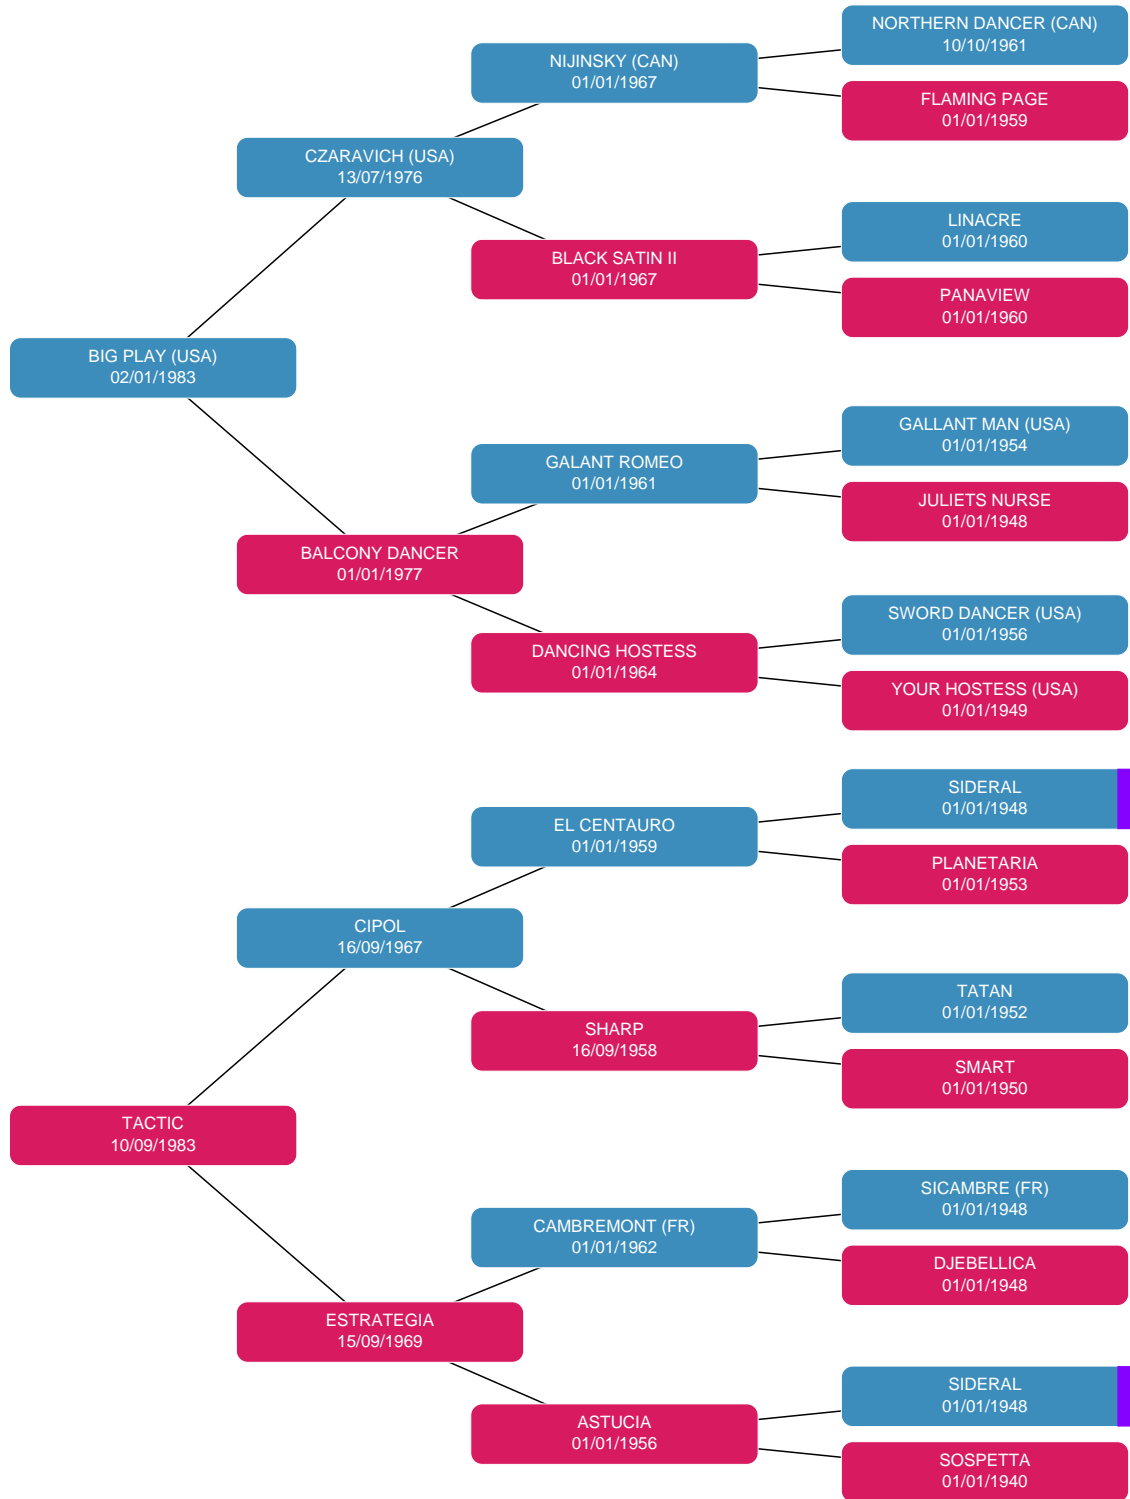 NORTHERN DANCER (CAN)
10/10/1961
NIJINSKY (CAN)
01/01/1967
FLAMING PAGE
01/01/1959
CZARAVICH (USA)
13/07/1976
LINACRE
01/01/1960
BLACK SATIN II
01/01/1967
PANAVIEW
01/01/1960
BIG PLAY (USA)
02/01/1983
GALLANT MAN (USA)
01/01/1954
GALANT ROMEO
01/01/1961
JULIETS NURSE
01/01/1948
BALCONY DANCER
01/01/1977
SWORD DANCER (USA)
01/01/1956
DANCING HOSTESS
01/01/1964
YOUR HOSTESS (USA)
01/01/1949
SIDERAL
01/01/1948
EL CENTAURO
01/01/1959
PLANETARIA
01/01/1953
CIPOL
16/09/1967
TATAN
01/01/1952
SHARP
16/09/1958
SMART
01/01/1950
TACTIC
10/09/1983
SICAMBRE (FR)
01/01/1948
CAMBREMONT (FR)
01/01/1962
DJEBELLICA
01/01/1948
ESTRATEGIA
15/09/1969
SIDERAL
01/01/1948
ASTUCIA
01/01/1956
SOSPETTA
01/01/1940